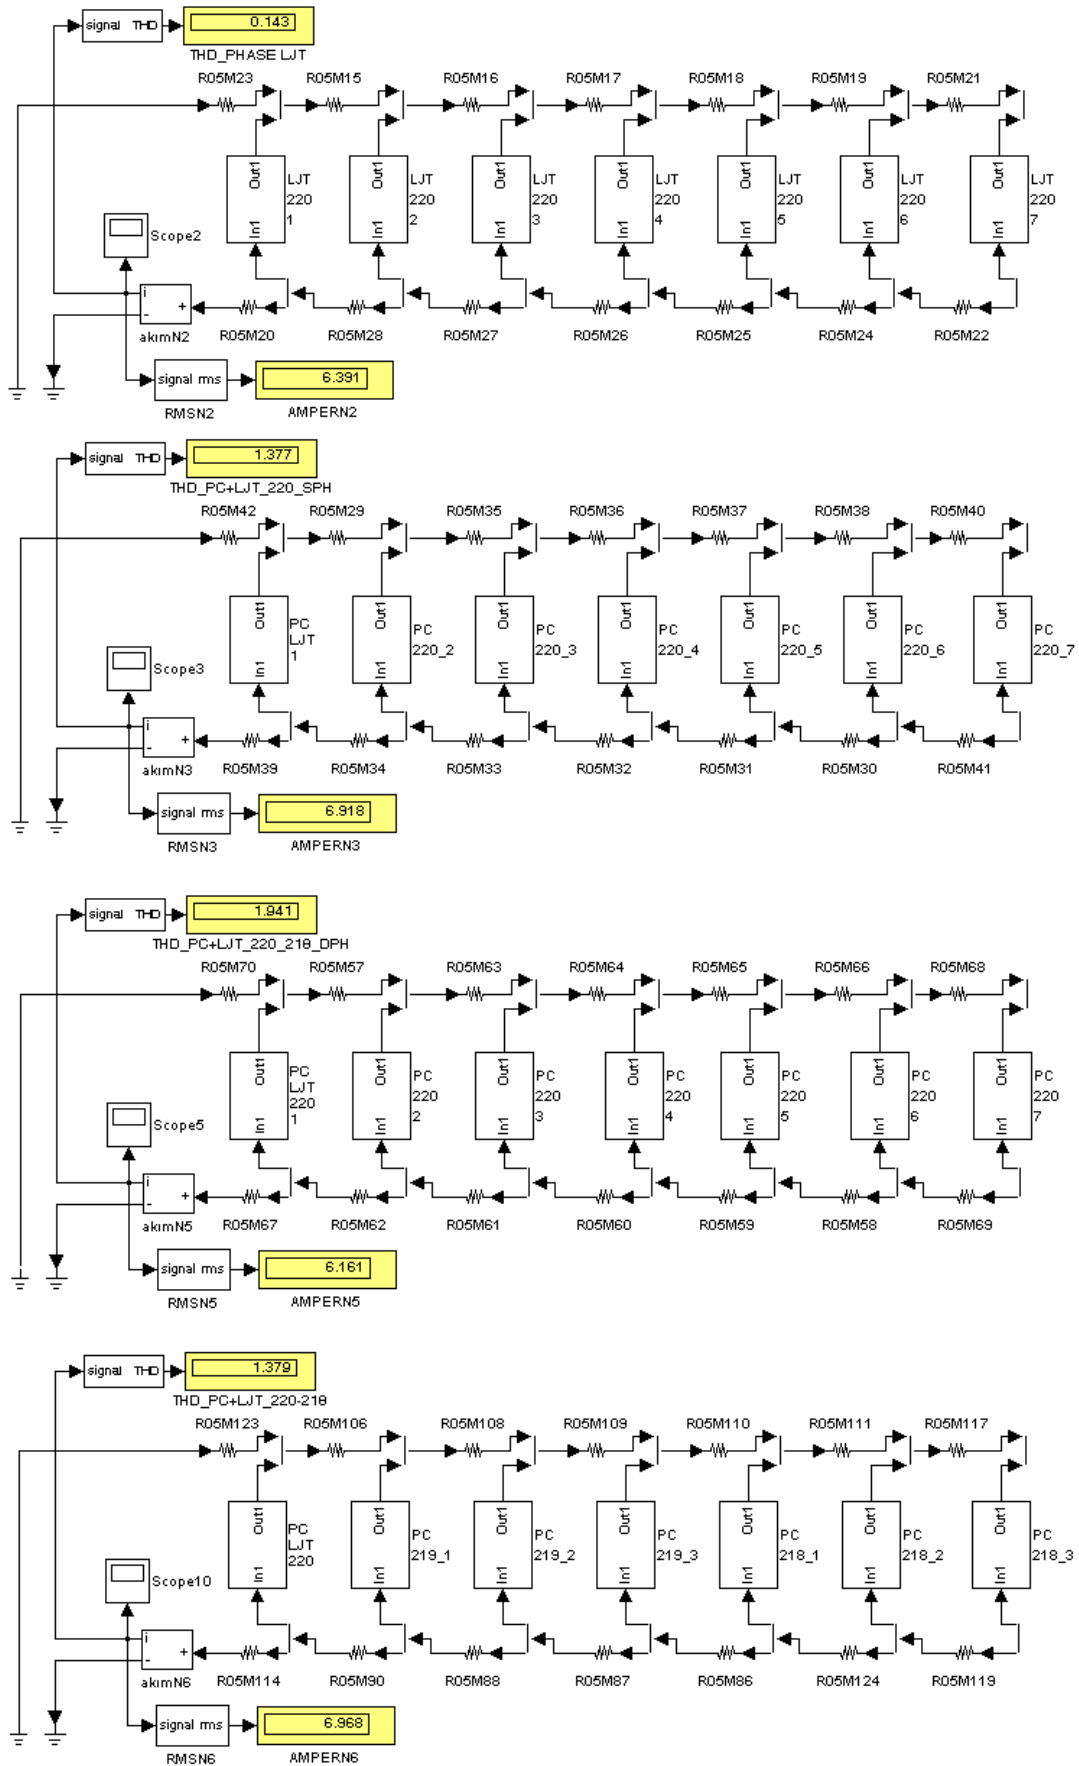 signal THD
0.143
THD_PHASE LJT
R05M23 R05M15 R05M16 R05M17 R05M18 R05M19 R05M21
Out1 Out1 Out1 Out1 Out1 Out1 Out1
LJT 220 1
LJT 220 2
LJT 220 3
LJT 220 4
LJT 220 5
LJT 220 6
LJT 220 7
In1 In1 In1 In1 In1 In1 In1
Scope2
i
+
-
akımN2
R05M20 R05M28 R05M27 R05M26 R05M25 R05M24 R05M22
signal rms
6.391
RMSN2
AMPERN2
signal THD
1.377
THD_PC+LJT_220_SPH
R05M42 R05M29 R05M35 R05M36 R05M37 R05M38 R05M40
Out1 Out1 Out1 Out1 Out1 Out1 Out1
PC LJT 1
PC 220_2
PC 220_3
PC 220_4
PC 220_5
PC 220_6
PC 220_7
In1 In1 In1 In1 In1 In1 In1
Scope3
i
+
-
akımN3
R05M39 R05M34 R05M33 R05M32 R05M31 R05M30 R05M41
signal rms
6.918
RMSN3
AMPERN3
signal THD
1.941
THD_PC+LJT_220_218_DPH
R05M70 R05M57 R05M63 R05M64 R05M65 R05M66 R05M68
Out1 Out1 Out1 Out1 Out1 Out1 Out1
PC LJT 220 1
PC 220 2
PC 220 3
PC 220 4
PC 220 5
PC 220 6
PC 220 7
In1 In1 In1 In1 In1 In1 In1
Scope5
i
+
-
akımN5
R05M67 R05M62 R05M61 R05M60 R05M59 R05M58 R05M69
signal rms
6.161
RMSN5
AMPERN5
signal THD
1.379
THD_PC+LJT_220-218
R05M123 R05M106 R05M108 R05M109 R05M110 R05M111 R05M117
Out1 Out1 Out1 Out1 Out1 Out1 Out1
PC LJT 220
PC 219_1
PC 219_2
PC 219_3
PC 218_1
PC 218_2
PC 218_3
In1 In1 In1 In1 In1 In1 In1
Scope10
i
+
-
akımN6
R05M114 R05M90 R05M88 R05M87 R05M86 R05M124 R05M119
signal rms
6.968
RMSN6
AMPERN6